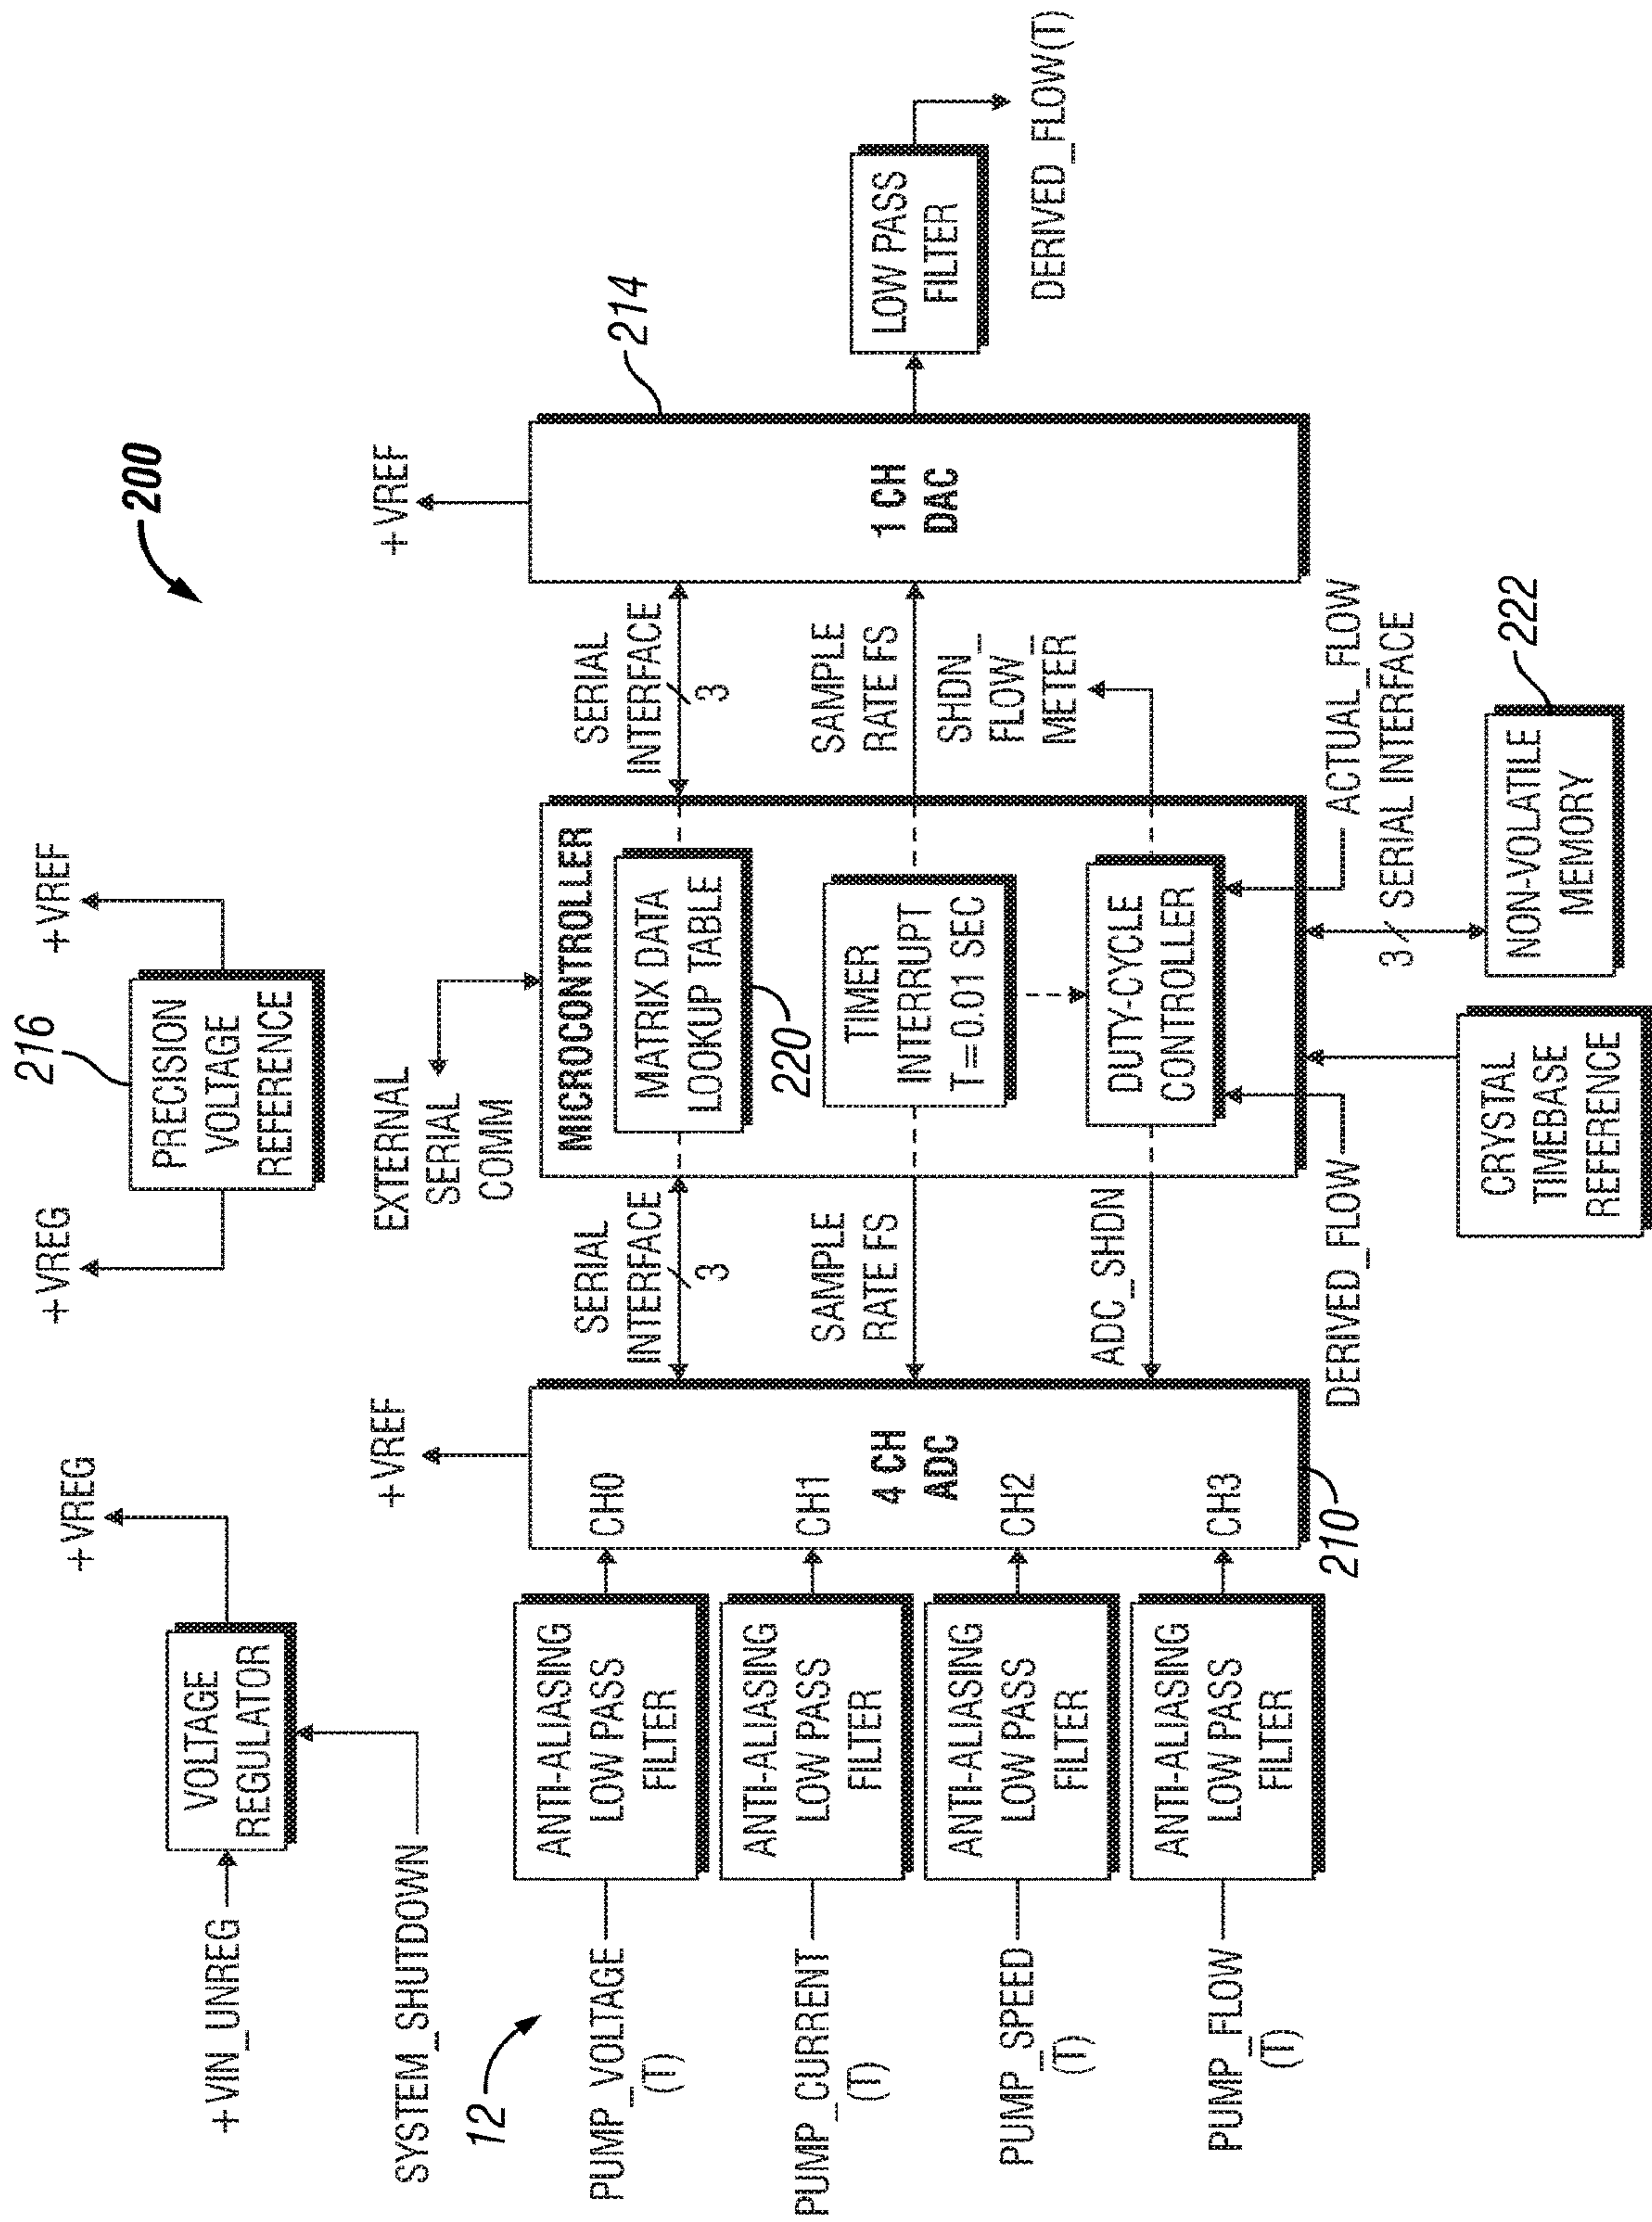 200
+VIN_UNREG
VOLTAGE
REGULATOR
+VREG
SYSTEM_SHUTDOWN
+VREG
216
PRECISION
VOLTAGE
REFERENCE
+VREF
12
PUMP_VOLTAGE
(T)
ANTI-ALIASING
LOW PASS
FILTER
PUMP_CURRENT
(T)
ANTI-ALIASING
LOW PASS
FILTER
PUMP_SPEED
(T)
ANTI-ALIASING
LOW PASS
FILTER
PUMP_FLOW
(T)
ANTI-ALIASING
LOW PASS
FILTER
+VREF
CH0
CH1
4 CH
ADC
CH2
CH3
210
SERIAL
INTERFACE
3
SAMPLE
RATE FS
ADC_SHDN
DERIVED_FLOW
EXTERNAL
SERIAL
COMM
MICROCONTROLLER
MATRIX DATA
LOOKUP TABLE
220
TIMER
INTERRUPT
T=0.01 SEC
DUTY-CYCLE
CONTROLLER
CRYSTAL
TIMEBASE
REFERENCE
SERIAL
INTERFACE
3
SAMPLE
RATE FS
SHDN_
FLOW_
METER
ACTUAL_FLOW
3 SERIAL INTERFACE
NON-VOLATILE
MEMORY
222
+VREF
1 CH
DAC
214
LOW PASS
FILTER
DERIVED_FLOW(T)